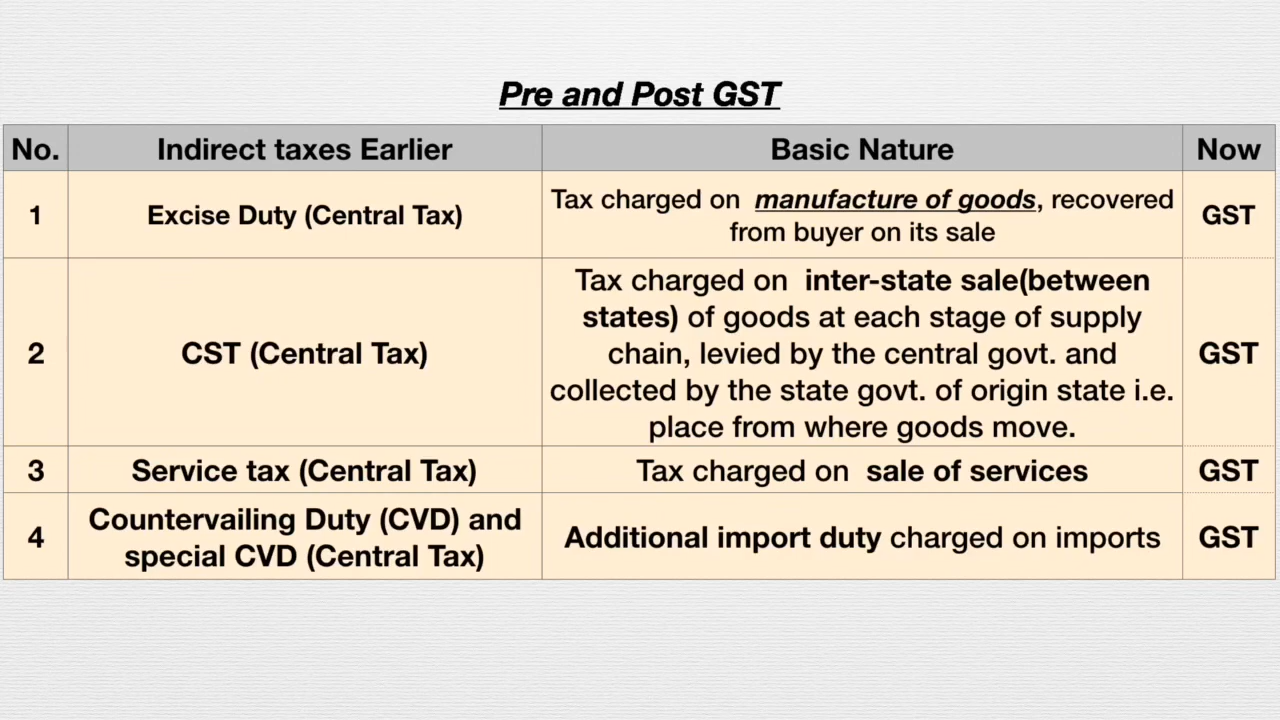 Pre and Post GST
No. Indirect taxes Earlier Basic Nature Now
1 Excise Duty (Central Tax) Tax charged on manufacture of goods, recovered
from buyer on its sale GST
2 CST (Central Tax) Tax charged on inter-state sale(between
states) of goods at each stage of supply
chain, levied by the central govt. and
collected by the state govt. of origin state i.e.
place from where goods move. GST
3 Service tax (Central Tax) Tax charged on sale of services GST
4 Countervailing Duty (CVD) and
special CVD (Central Tax) Additional import duty charged on imports GST